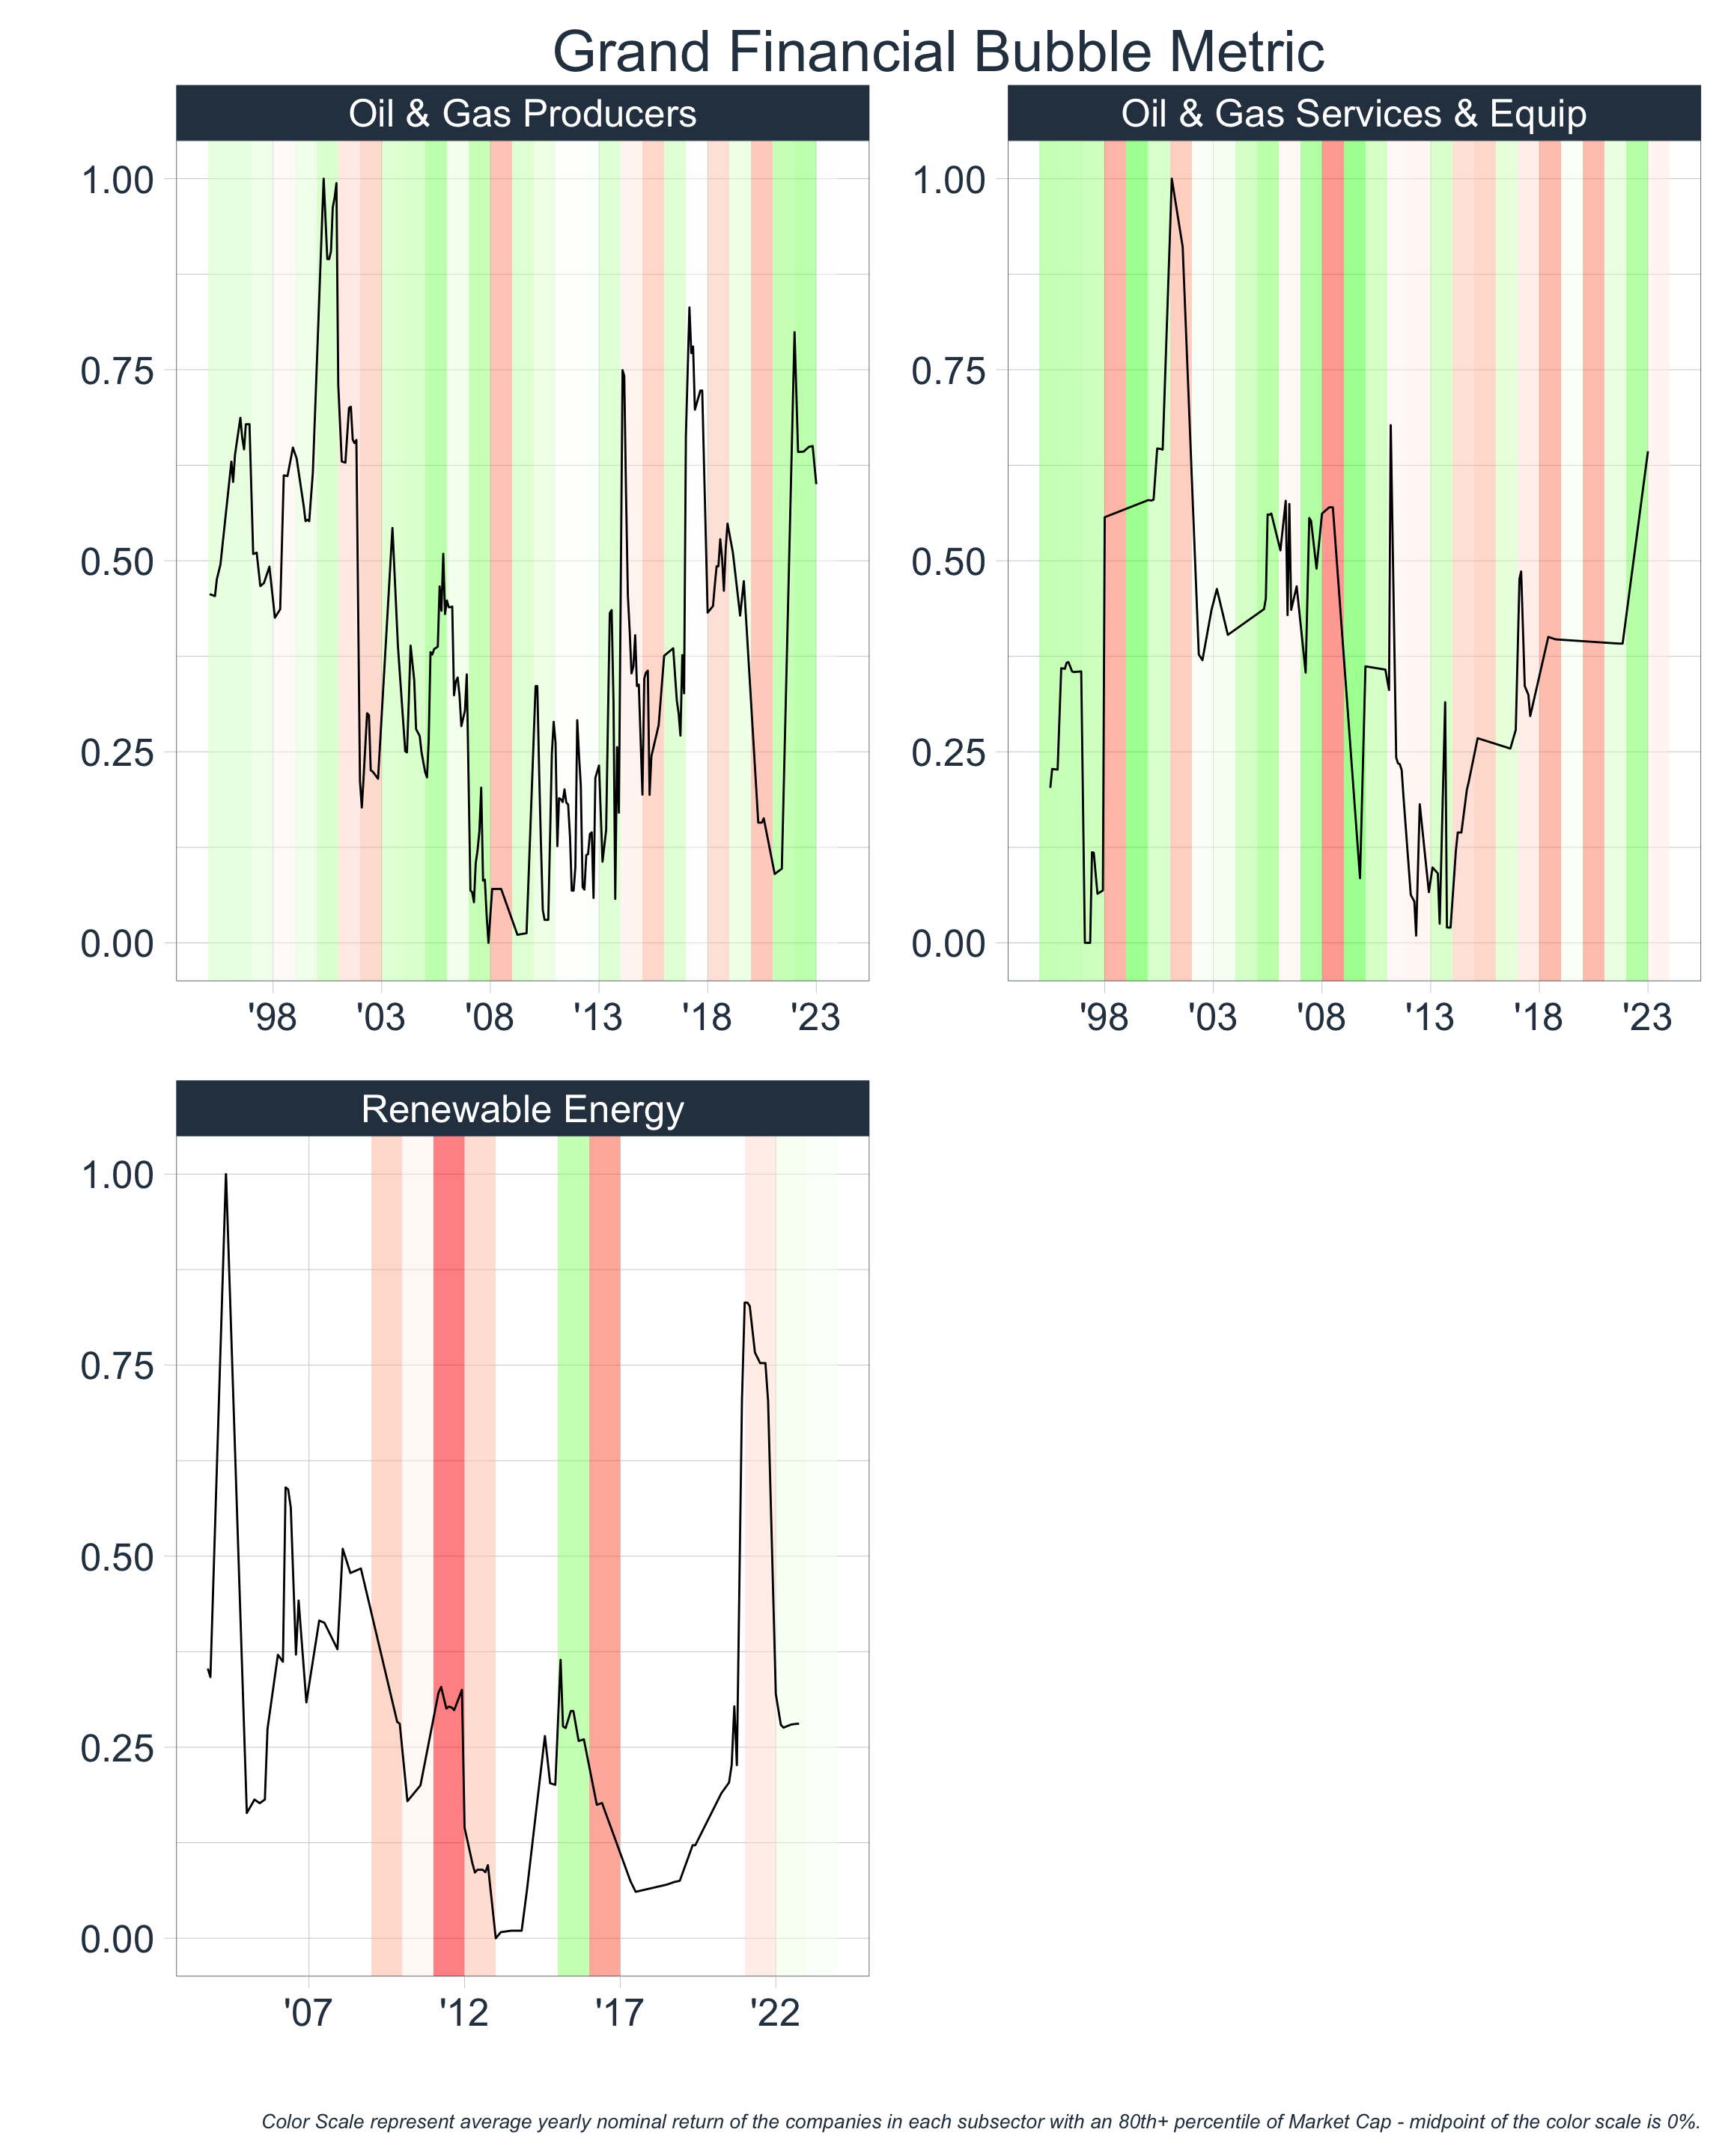 Grand Financial Bubble Metric
Oil & Gas Producers
Oil & Gas Services & Equip
1.00
0.75
0.50
0.25
0.00
'98 '03 '08 '13 '18 '23
1.00
0.75
0.50
0.25
0.00
'98 '03 '08 '13 '18 '23
Renewable Energy
1.00
0.75
0.50
0.25
0.00
'07 '12 '17 '22
Color Scale represent average yearly nominal return of the companies in each subsector with an 80th+ percentile of Market Cap - midpoint of the color scale is 0%.